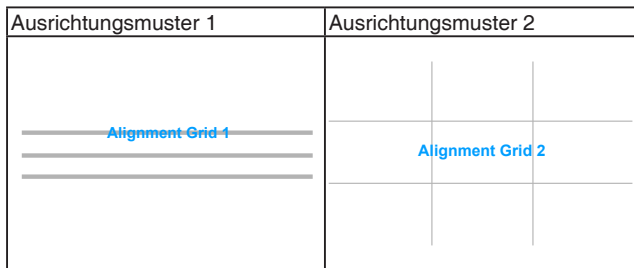 Ausrichtungsmuster 1
Ausrichtungsmuster 2
Alignment Grid 1
Alignment Grid 2